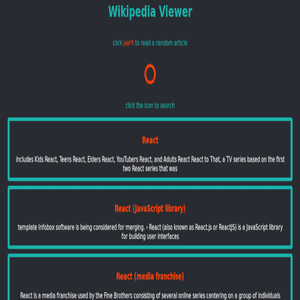 Wikipedia Viewer
click here to read a random article
click the icon to search
React
includes Kids React, Teens React, Elders React, YouTubers React, and Adults React React to That, a TV series based on the first
two React series that was
React (JavaScript library)
template Infobox software is being considered for merging. › React (also known as React.js or ReactJS) is a JavaScript library
for building user interfaces
React (media franchise)
React is a media franchise used by the Fine Brothers consisting of several online series centering on a group of individuals